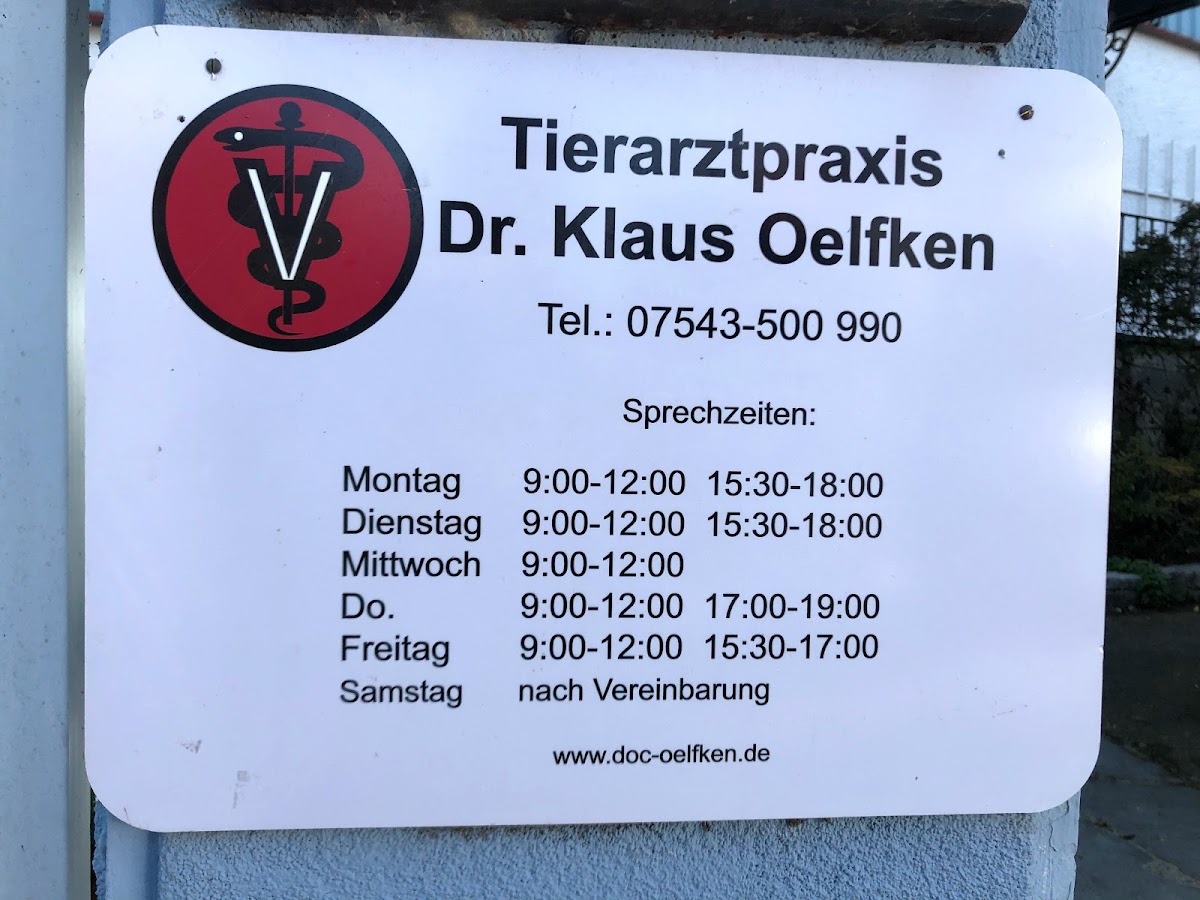 V
Tierarztpraxis
Dr. Klaus Oelfken
Tel.: 07543-500 990
Sprechzeiten:
Montag 9:00-12:00 15:30-18:00
Dienstag 9:00-12:00 15:30-18:00
Mittwoch 9:00-12:00
Do. 9:00-12:00 17:00-19:00
Freitag 9:00-12:00 15:30-17:00
Samstag nach Vereinbarung
www.doc-oelfken.de